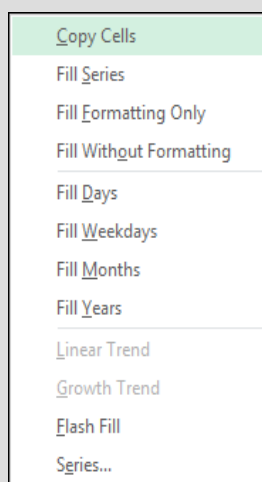 Copy Cells
Fill Series
Fill Formatting Only
Fill Without Formatting
Fill Days
Fill Weekdays
Fill Months
Fill Years
Linear Trend
Growth Trend
Flash Fill
Series...